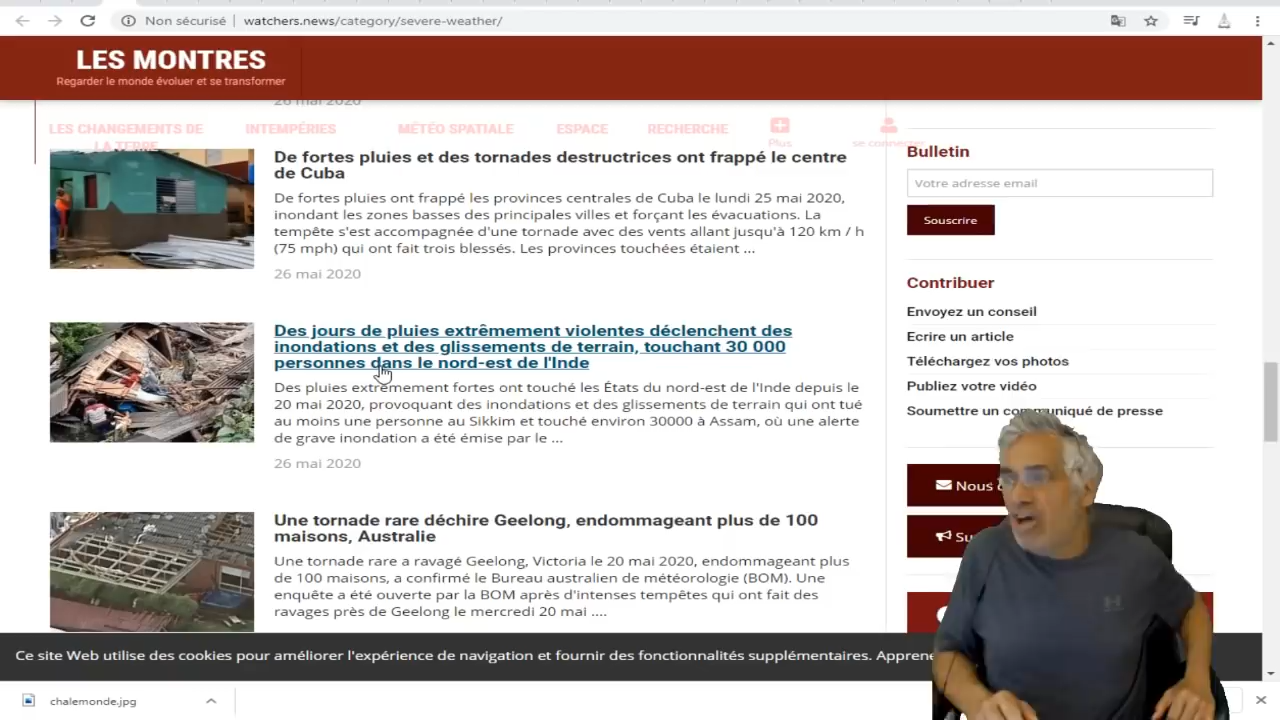 Non sécurisé | watchers.news/category/severe-weather/
LES MONTRES
Regarder le monde évoluer et se transformer
26 mai 2020
LES CHANGEMENTS DE
LA TERRE
INTEMPÉRIES
MÉTÉO SPATIALE
ESPACE
RECHERCHE
Plus
se connecter
De fortes pluies et des tornades destructrices ont frappé le centre
de Cuba
De fortes pluies ont frappé les provinces centrales de Cuba le lundi 25 mai 2020,
inondant les zones basses des principales villes et forçant les évacuations. La
tempête s'est accompagnée d'une tornade avec des vents allant jusqu'à 120 km / h
(75 mph) qui ont fait trois blessés. Les provinces touchées étaient ...
26 mai 2020
Des jours de pluies extrêmement violentes déclenchent des
inondations et des glissements de terrain, touchant 30 000
personnes dans le nord-est de l'Inde
Des pluies extrêmement fortes ont touché les États du nord-est de l'Inde depuis le
20 mai 2020, provoquant des inondations et des glissements de terrain qui ont tué
au moins une personne au Sikkim et touché environ 30000 à Assam, où une alerte
de grave inondation a été émise par le ...
26 mai 2020
Une tornade rare déchire Geelong, endommageant plus de 100
maisons, Australie
Une tornade rare a ravagé Geelong, Victoria le 20 mai 2020, endommageant plus
de 100 maisons, a confirmé le Bureau australien de météorologie (BOM). Une
enquête a été ouverte par la BOM après d'intenses tempêtes qui ont fait des
ravages près de Geelong le mercredi 20 mai ....
Bulletin
Votre adresse email
Souscrire
Contribuer
Envoyez un conseil
Ecrire un article
Téléchargez vos photos
Publiez votre vidéo
Soumettre un communiqué de presse
Nous
Ce site Web utilise des cookies pour améliorer l'expérience de navigation et fournir des fonctionnalités supplémentaires.
chalemonde.jpg